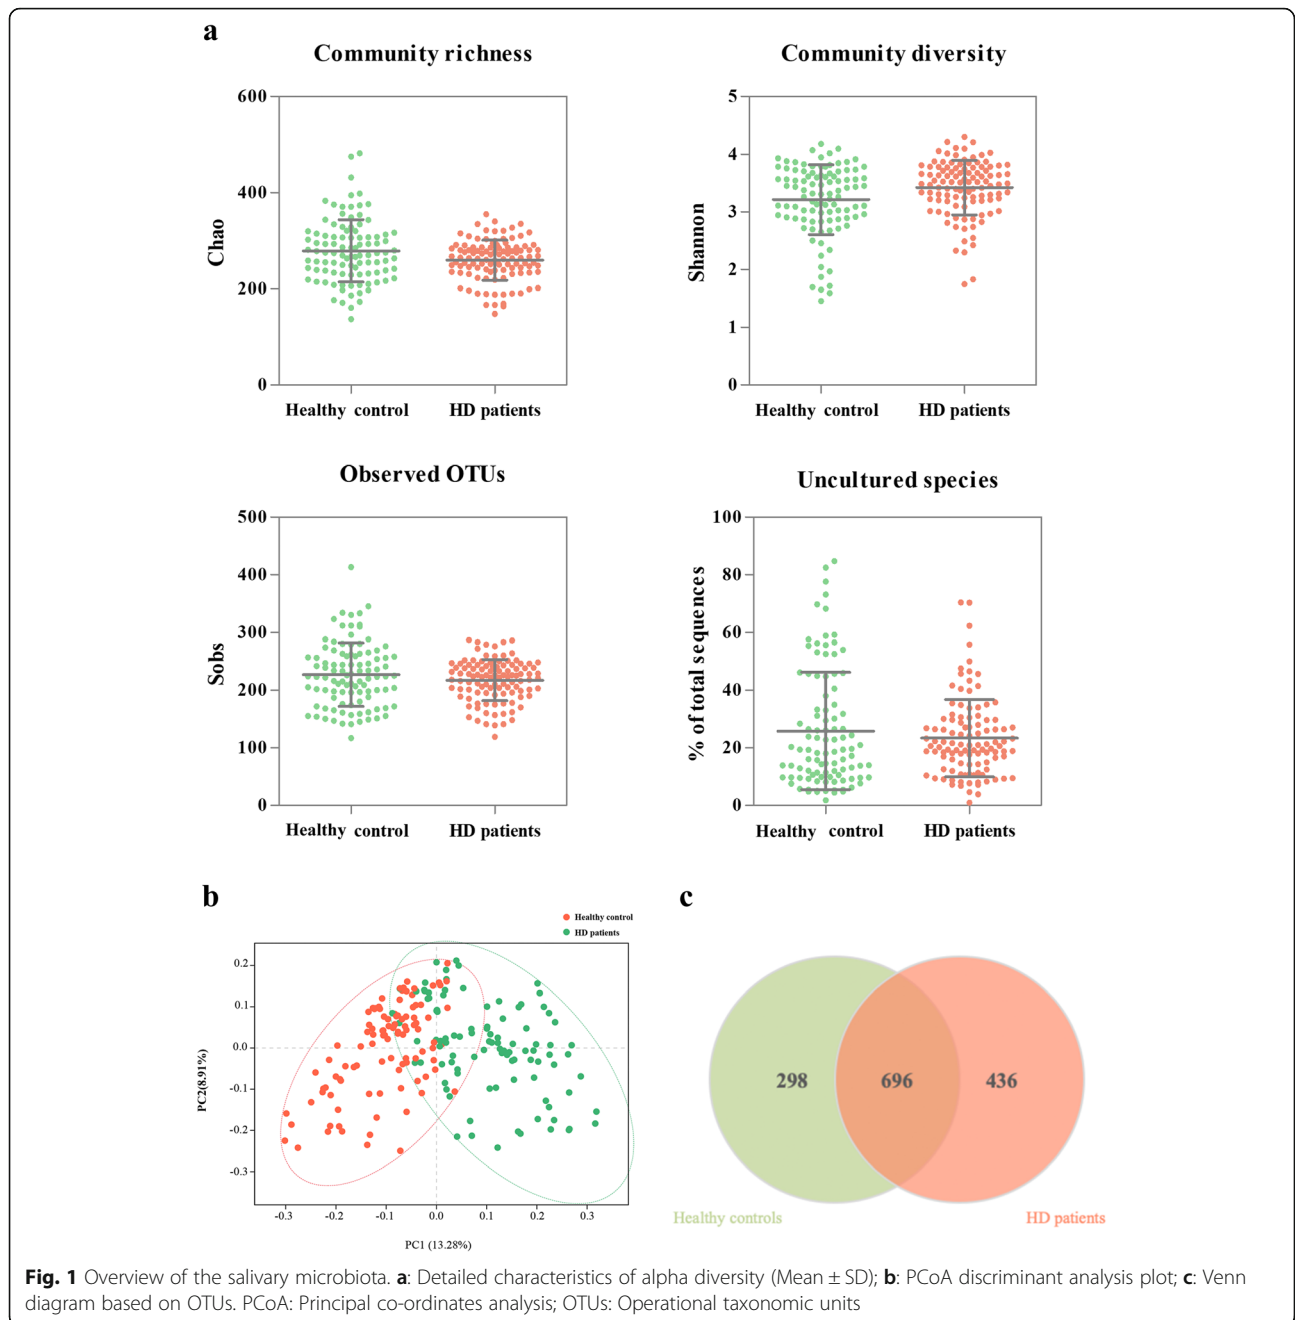 a
Community richness
600
400
200
0
Chao
Healthy control
HD patients
Community diversity
5
4
3
2
1
0
Shannon
Healthy control
HD patients
Observed OTUs
500
400
300
200
100
0
Sobs
Healthy control
HD patients
Uncultured species
100
80
60
40
20
0
% of total sequences
Healthy control
HD patients
b
Healthy control
HD patients
0.2
0.1
0.0
-0.1
-0.2
-0.3
PC2(8.91%)
-0.3
-0.2
-0.1
0.0
0.1
0.2
0.3
PC1 (13.28%)
c
298
696
436
Healthy controls
HD patients
Fig. 1 Overview of the salivary microbiota. a: Detailed characteristics of alpha diversity (Mean ± SD); b: PCoA discriminant analysis plot; c: Venn
diagram based on OTUs. PCoA: Principal co-ordinates analysis; OTUs: Operational taxonomic units